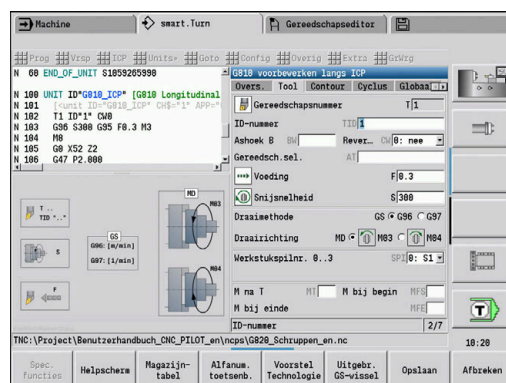 Machine
smart.Turn
Gereedschapseditor
Prog Vrsp ICP Units» Goto Config Overig Extra GrWrg
N 60 END_OF_UNIT S1059265990
N 100 UNIT ID"G810_ICP" [G810 Longitudinal
N 101 [<unit ID="G810_ICP" CH$="1" APP="
N 102 T1 ID"1" CW0
N 103 G96 S300 G95 F0.3 M3
N 104 M8
N 105 G0 X52 Z2
N 106 G47 P2.000
G810 voorbewerken langs ICP
Overs. Tool Contour Cyclus Globaa
Gereedschapsnummer T 1
ID-nummer TID 1
Ashoek B BW Rever... CW 0: nee
Gereedsch.sel. AT
Voeding F 0.3
Snijsnelheid S 300
Draaimethode GS G96 G97
Draairichting MD M03 M04
Werkstukspilnr. 0..3 SPI 0: S1
M na T MT M bij begin MFS
M bij einde MFE
ID-nummer 2/7
T ..
TID "..."
S
F
GS
G96: [m/min]
G97: [1/min]
MD
M03
M04
TNC:\Project\Benutzerhandbuch_CNC_PILOT_en\ncps\G820_Schruppen_en.nc
T
10:20
Spec. functies
Helpscherm
Magazijn-tabel
Alfanum. toetsenb.
Voorstel Technologie
Uitgebr. GS-wissel
Opslaan
Afbreken